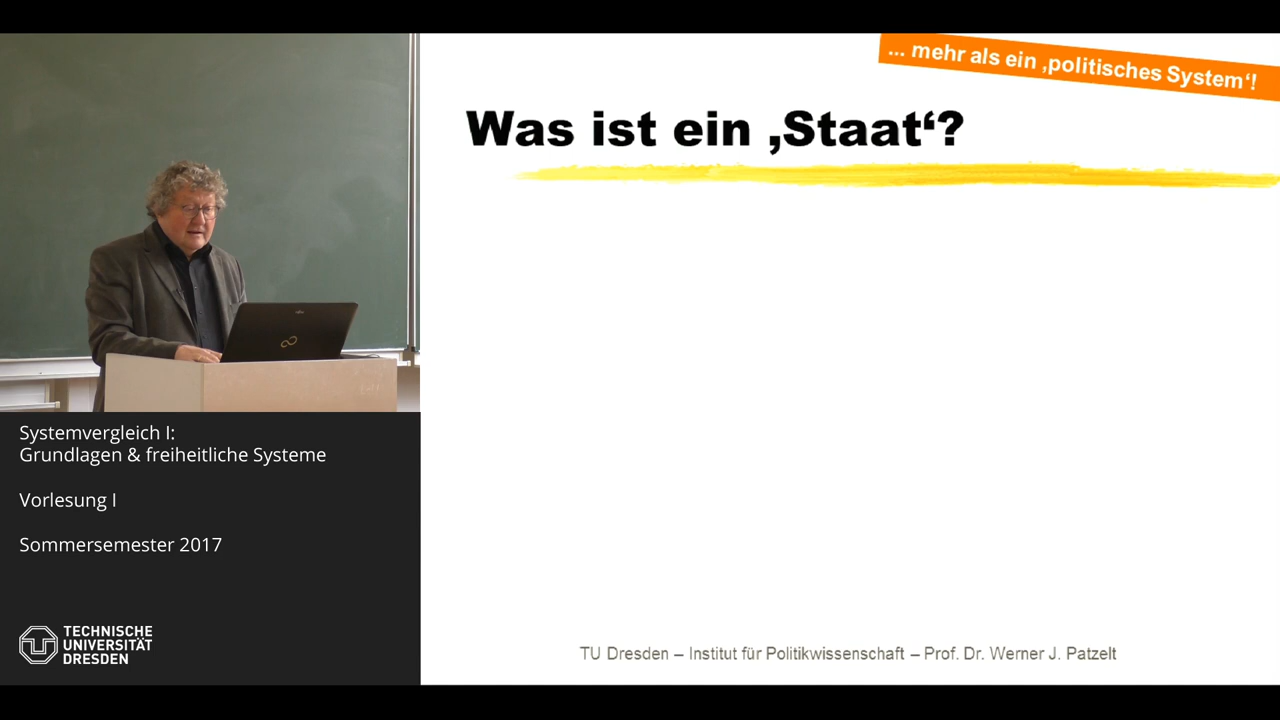 ... mehr als ein ‚politisches System‘!
Was ist ein ‚Staat‘?
Systemvergleich I:
Grundlagen & freiheitliche Systeme
Vorlesung I
Sommersemester 2017
TECHNISCHE
UNIVERSITÄT
DRESDEN
TU Dresden – Institut für Politikwissenschaft – Prof. Dr. Werner J. Patzelt